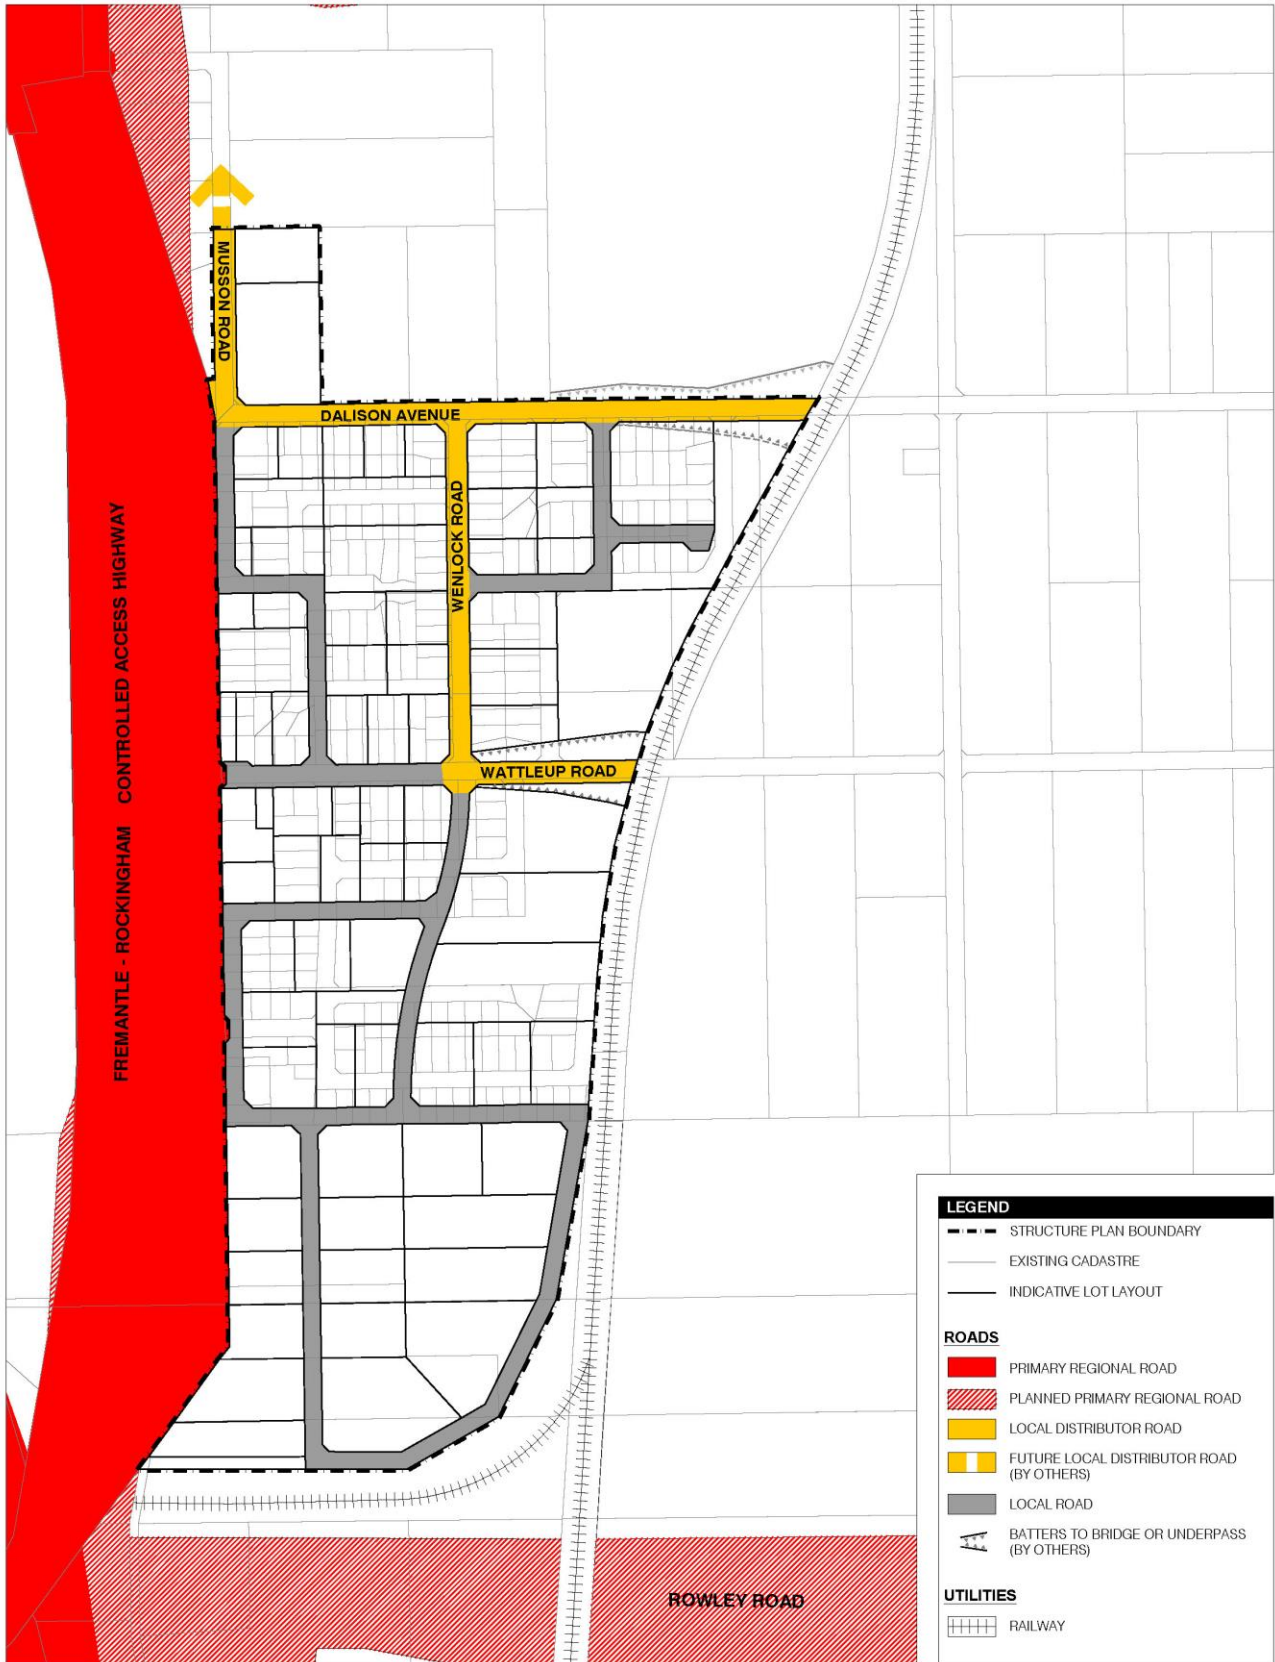 MUSSON ROAD
DALISON AVENUE
WENLOCK ROAD
FREMANTLE - ROCKINGHAM CONTROLLED ACCESS HIGHWAY
WATTLEUP ROAD
ROWLEY ROAD
LEGEND
STRUCTURE PLAN BOUNDARY
EXISTING CADASTRE
INDICATIVE LOT LAYOUT
ROADS
PRIMARY REGIONAL ROAD
PLANNED PRIMARY REGIONAL ROAD
LOCAL DISTRIBUTOR ROAD
FUTURE LOCAL DISTRIBUTOR ROAD
(BY OTHERS)
LOCAL ROAD
BATTERS TO BRIDGE OR UNDERPASS
(BY OTHERS)
UTILITIES
RAILWAY